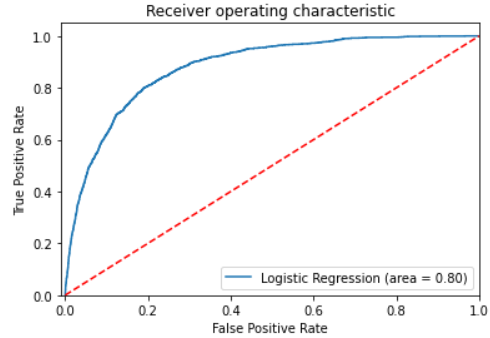 Receiver operating characteristic
1.0
0.8
0.6
0.4
0.2
0.0
True Positive Rate
Logistic Regression (area = 0.80)
0.0 0.2 0.4 0.6 0.8 1.0
False Positive Rate